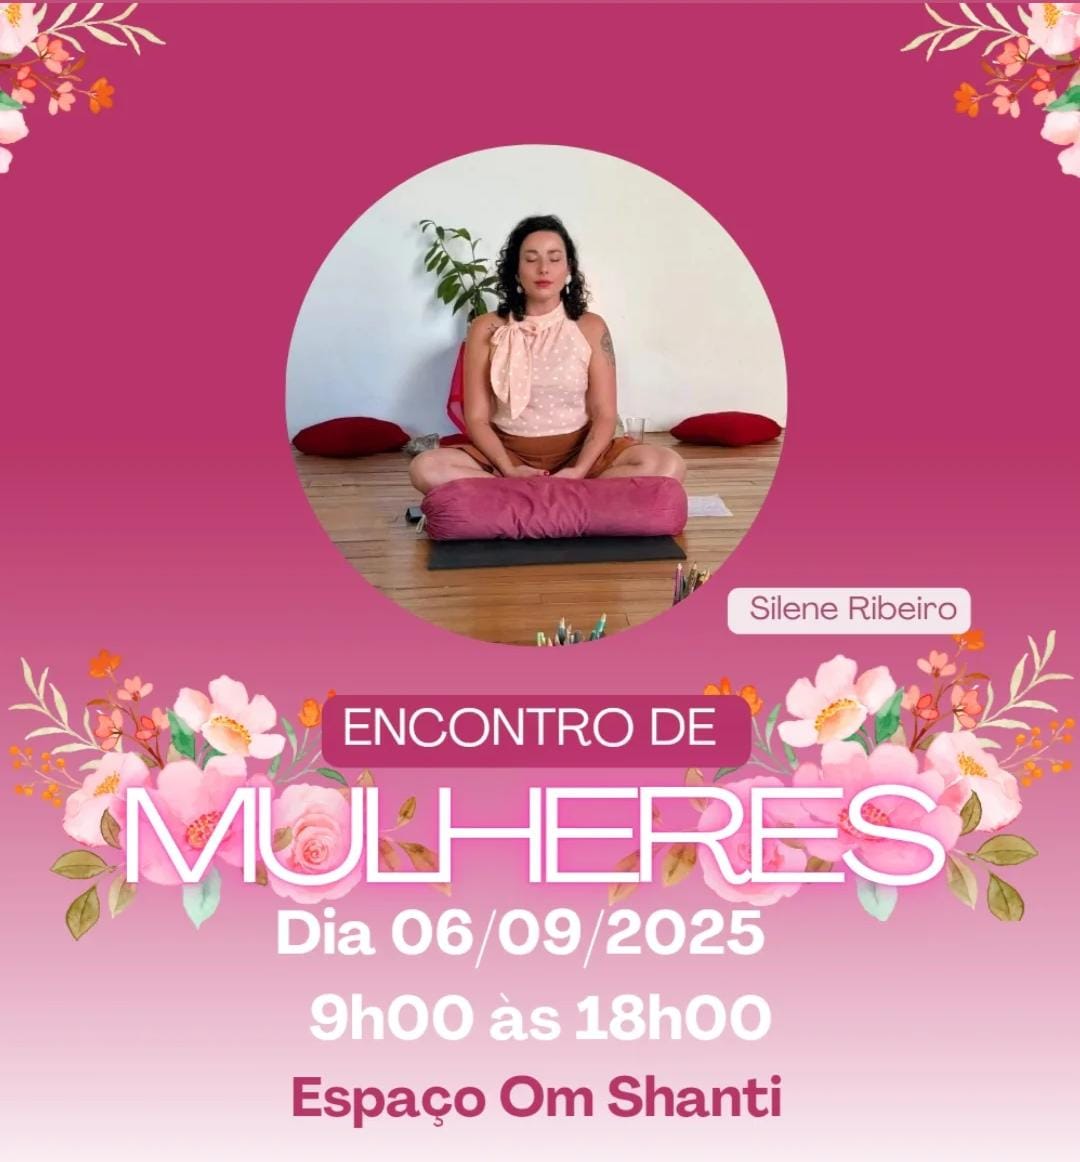 Silene Ribeiro
ENCONTRO DE
MULHERES
Dia 06/09/2025
9h00 às 18h00
Espaço Om Shanti